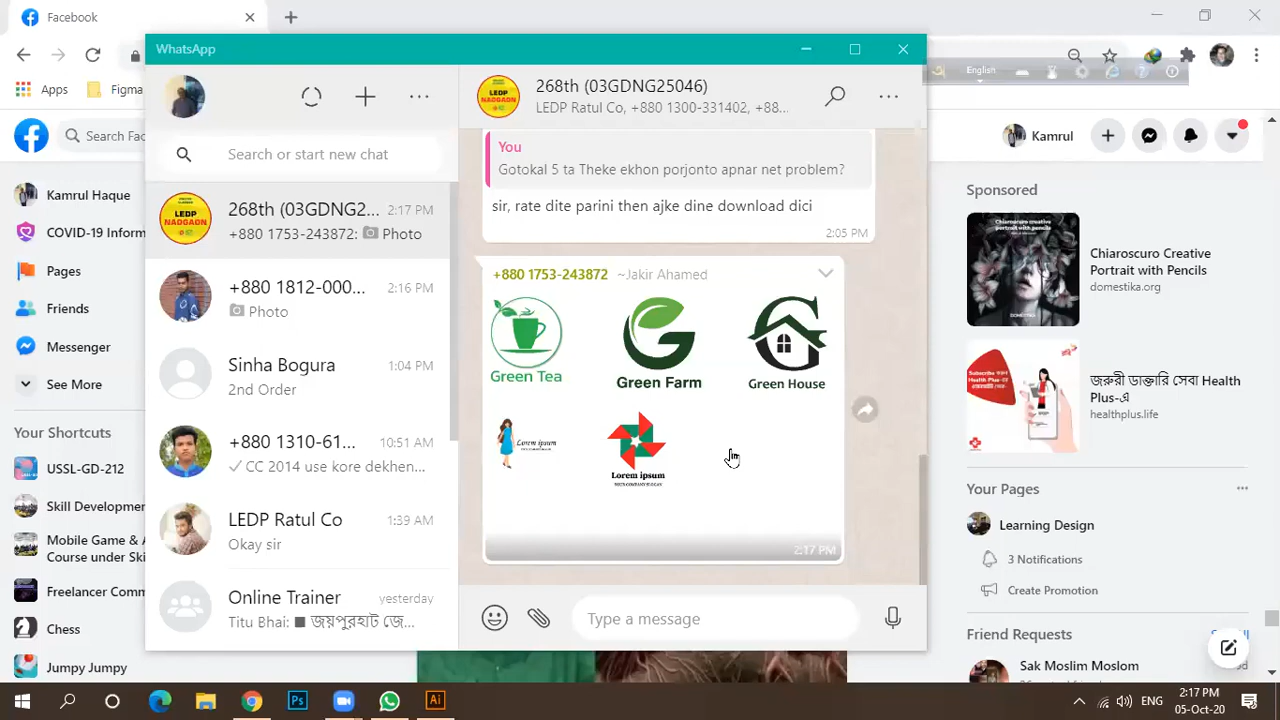 Facebook
WhatsApp
Apps
Figma
English
Search Fac
Kamrul
268th (03GDNG25046)
LEDP Ratul Co, +880 1300-331402, +88...
Search or start new chat
You
Gotokal 5 ta Theke ekhon porjonto apnar net problem?
sir, rate dite parini then ajke dine download dici
2:05 PM
268th (03GDNG2...
2:17 PM
+880 1753-243872: Photo
+880 1812-000...
2:16 PM
Photo
Sinha Bogura
1:04 PM
2nd Order
+880 1310-61...
10:51 AM
CC 2014 use kore dekhen...
LEDP Ratul Co
1:39 AM
Okay sir
Online Trainer
yesterday
Titu Bhai: ■ জয়পুরহাট জে...
+880 1753-243872 ~Jakir Ahamed
Green Tea
Green Farm
Green House
Lorem ipsum
Lorem ipsum
2:17 PM
Type a message
Kamrul Haque
COVID-19 Inform
Pages
Friends
Messenger
See More
Your Shortcuts
USSL-GD-212
Skill Developmen
Mobile Game & A
Course under Ski
Freelancer Comm
Chess
Jumpy Jumpy
Sponsored
Chiaroscuro Creative
Portrait with Pencils
domestika.org
জরুরী ডাক্তারি সেবা Health
Plus-এ
healthplus.life
Your Pages
Learning Design
3 Notifications
Create Promotion
Friend Requests
Sak Moslim Moslom
ENG
2:17 PM
05-Oct-20